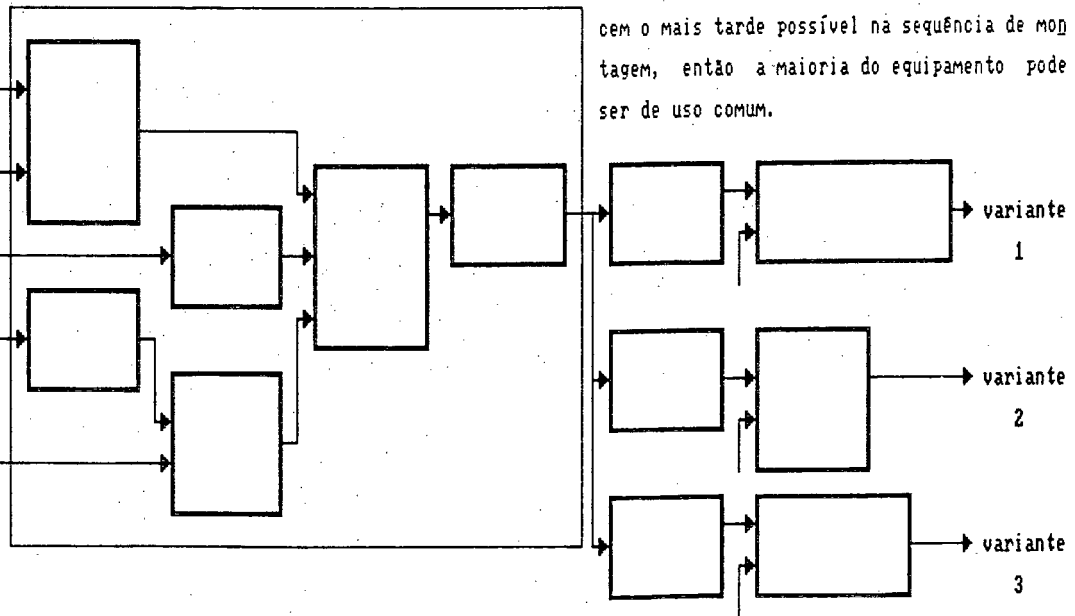 cem o mais tarde possível na sequência de mon
tagem, então a maioria do equipamento pode
ser de uso comum.
variante
1
variante
2
variante
3